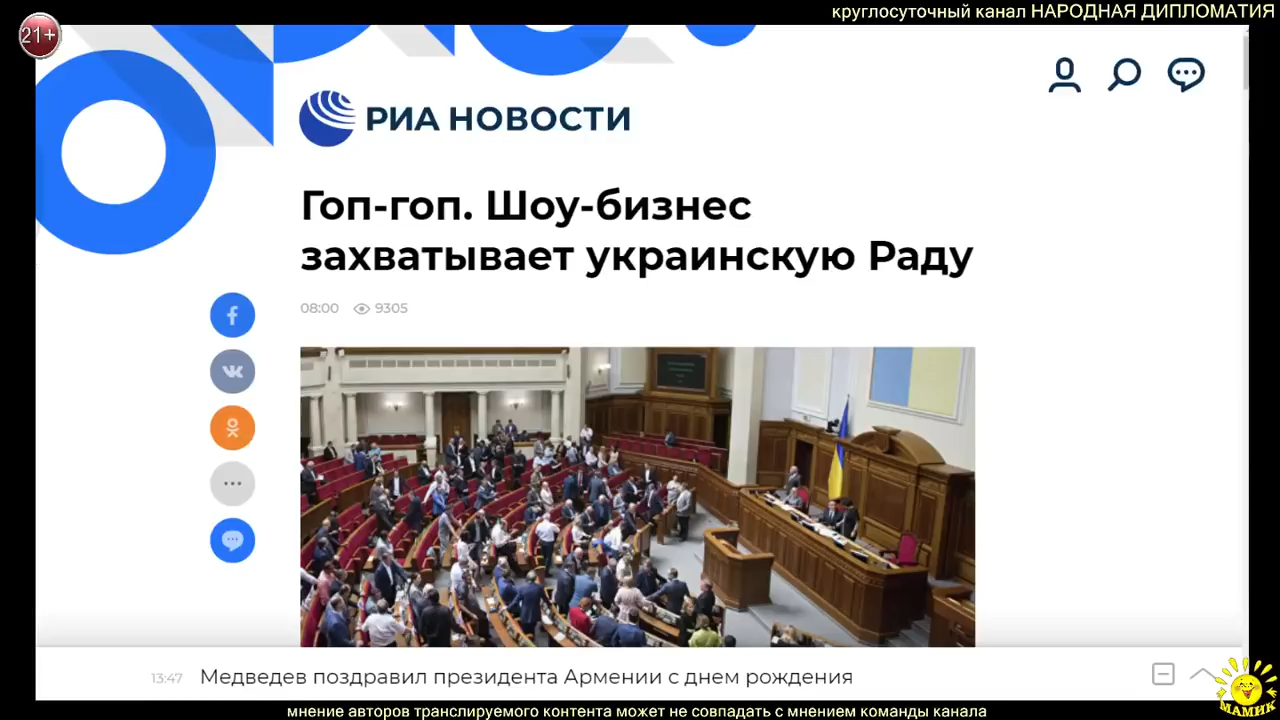 круглосуточный канал НАРОДНАЯ ДИПЛОМАТИЯ
21+
РИА НОВОСТИ
Гоп-гоп. Шоу-бизнес
захватывает украинскую Раду
08:00 9305
13:47 Медведев поздравил президента Армении с днем рождения
МАМИК
мнение авторов транслируемого контента может не совпадать с мнением команды канала